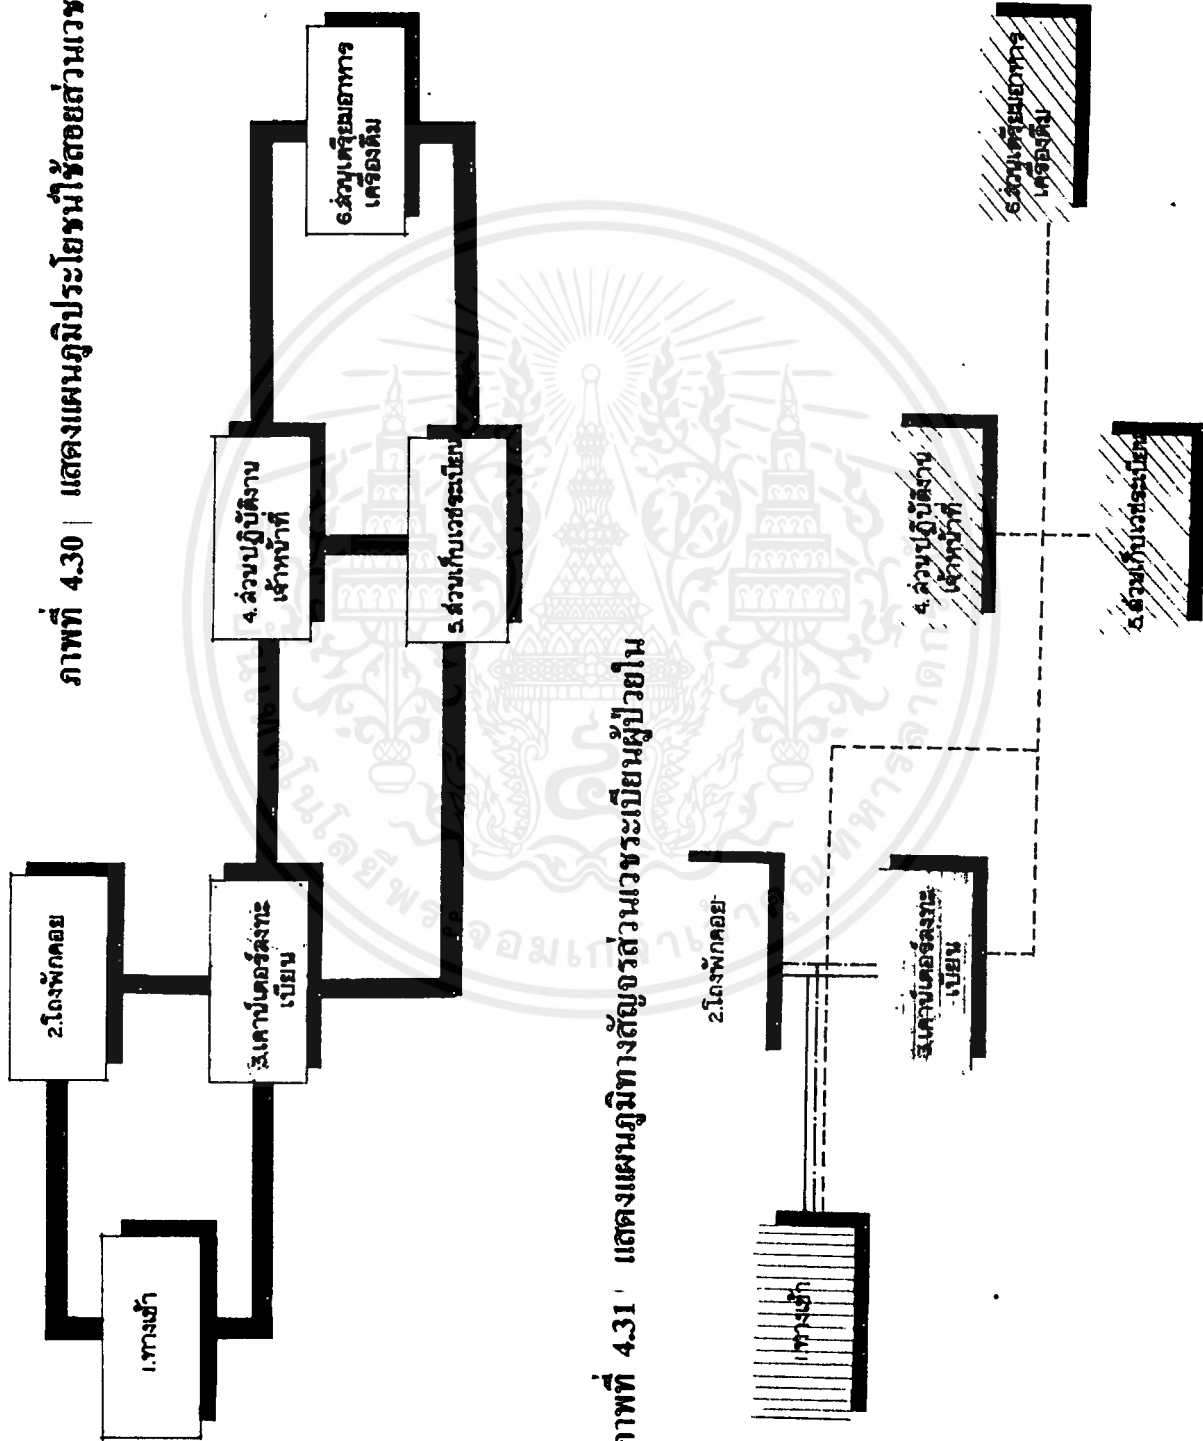 ภาพที่ 4.30 แสดงแผนภูมิประโยชน์ใช้สอยส่วนเวช
1.ทางเข้า
2.โถงพักคอย
3.เคาน์เตอร์ลงทะ
เบียน
4.ส่วนปฏิบัติงาน
เจ้าหน้าที่
5.ส่วนเก็บเวชระเบียน
6.ส่วนเตรียมอาหาร
เครื่องดื่ม
ภาพที่ 4.31 แสดงแผนภูมิทางสัญจรส่วนเวชระเบียนผู้ป่วยใน
1.ทางเข้า
2.โถงพักคอย
3.เคาน์เตอร์ลงทะ
เบียน
4.ส่วนปฏิบัติงาน
เจ้าหน้าที่
5.ส่วนเก็บเวชระเบียน
6.ส่วนเตรียมอาหาร
เครื่องดื่ม